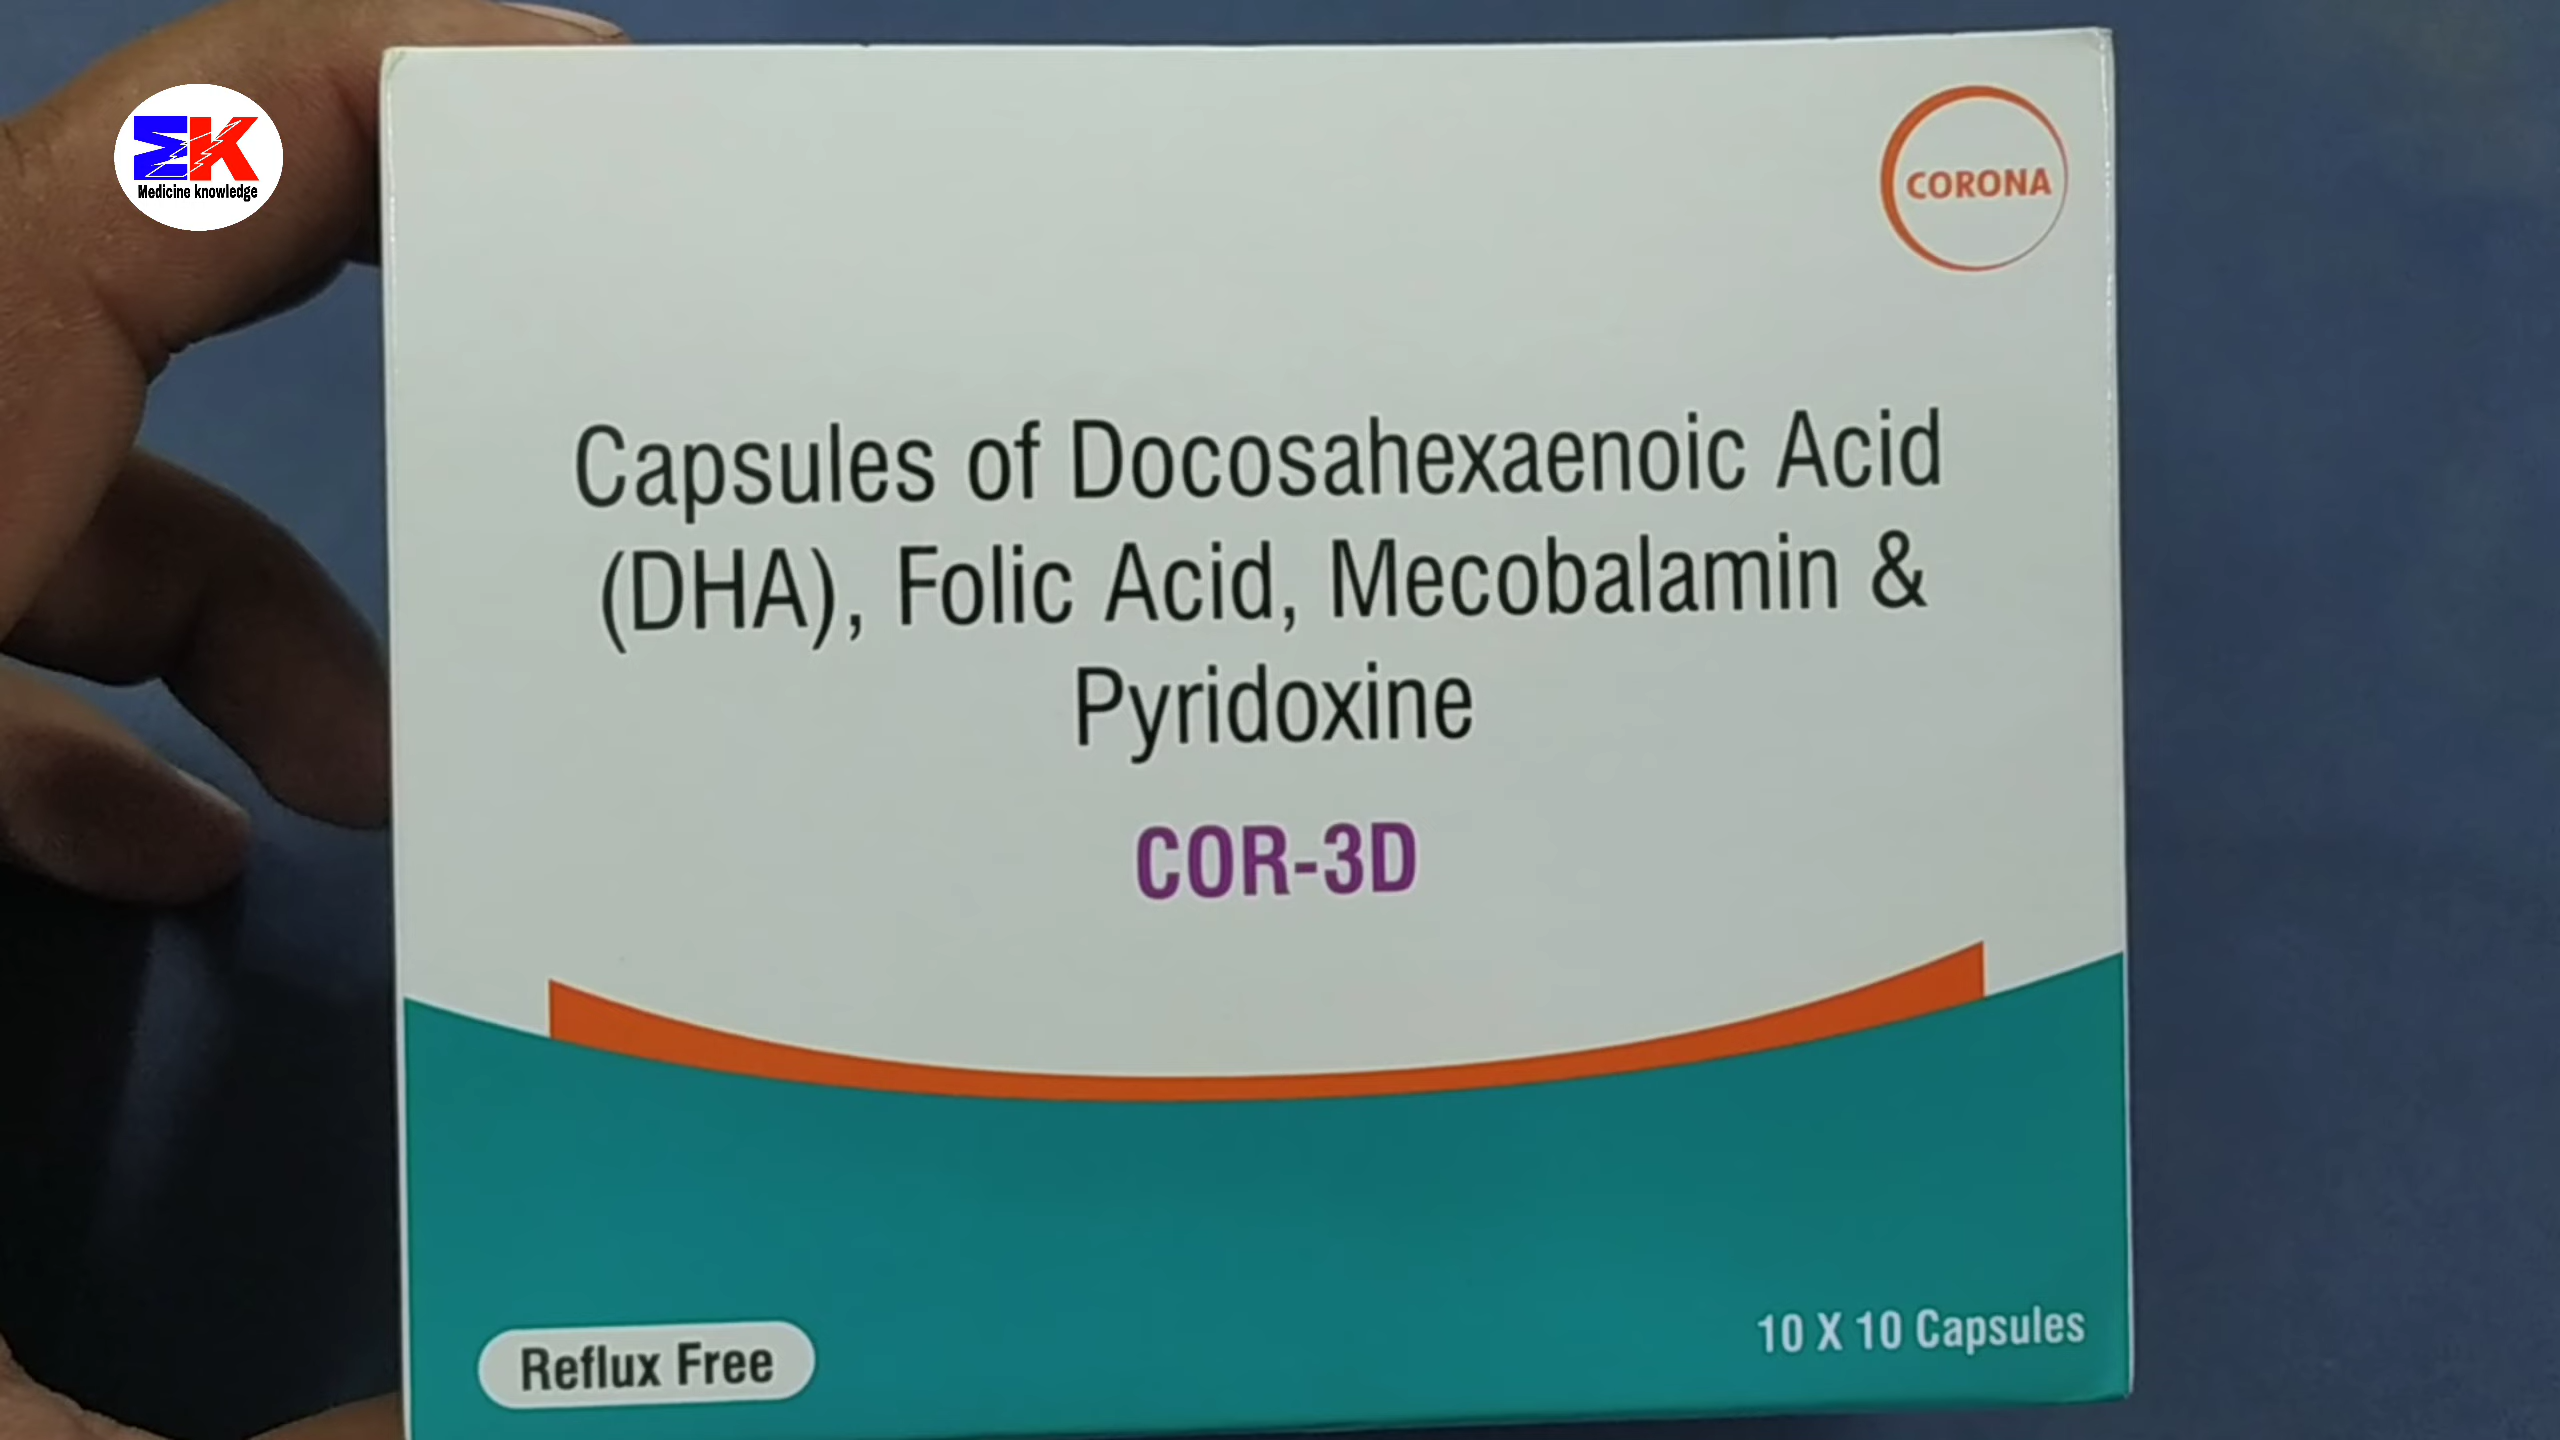 MK
Medicine knowledge
CORONA
Capsules of Docosahexaenoic Acid
(DHA), Folic Acid, Mecobalamin &
Pyridoxine
COR-3D
Reflux Free
10 X 10 Capsules